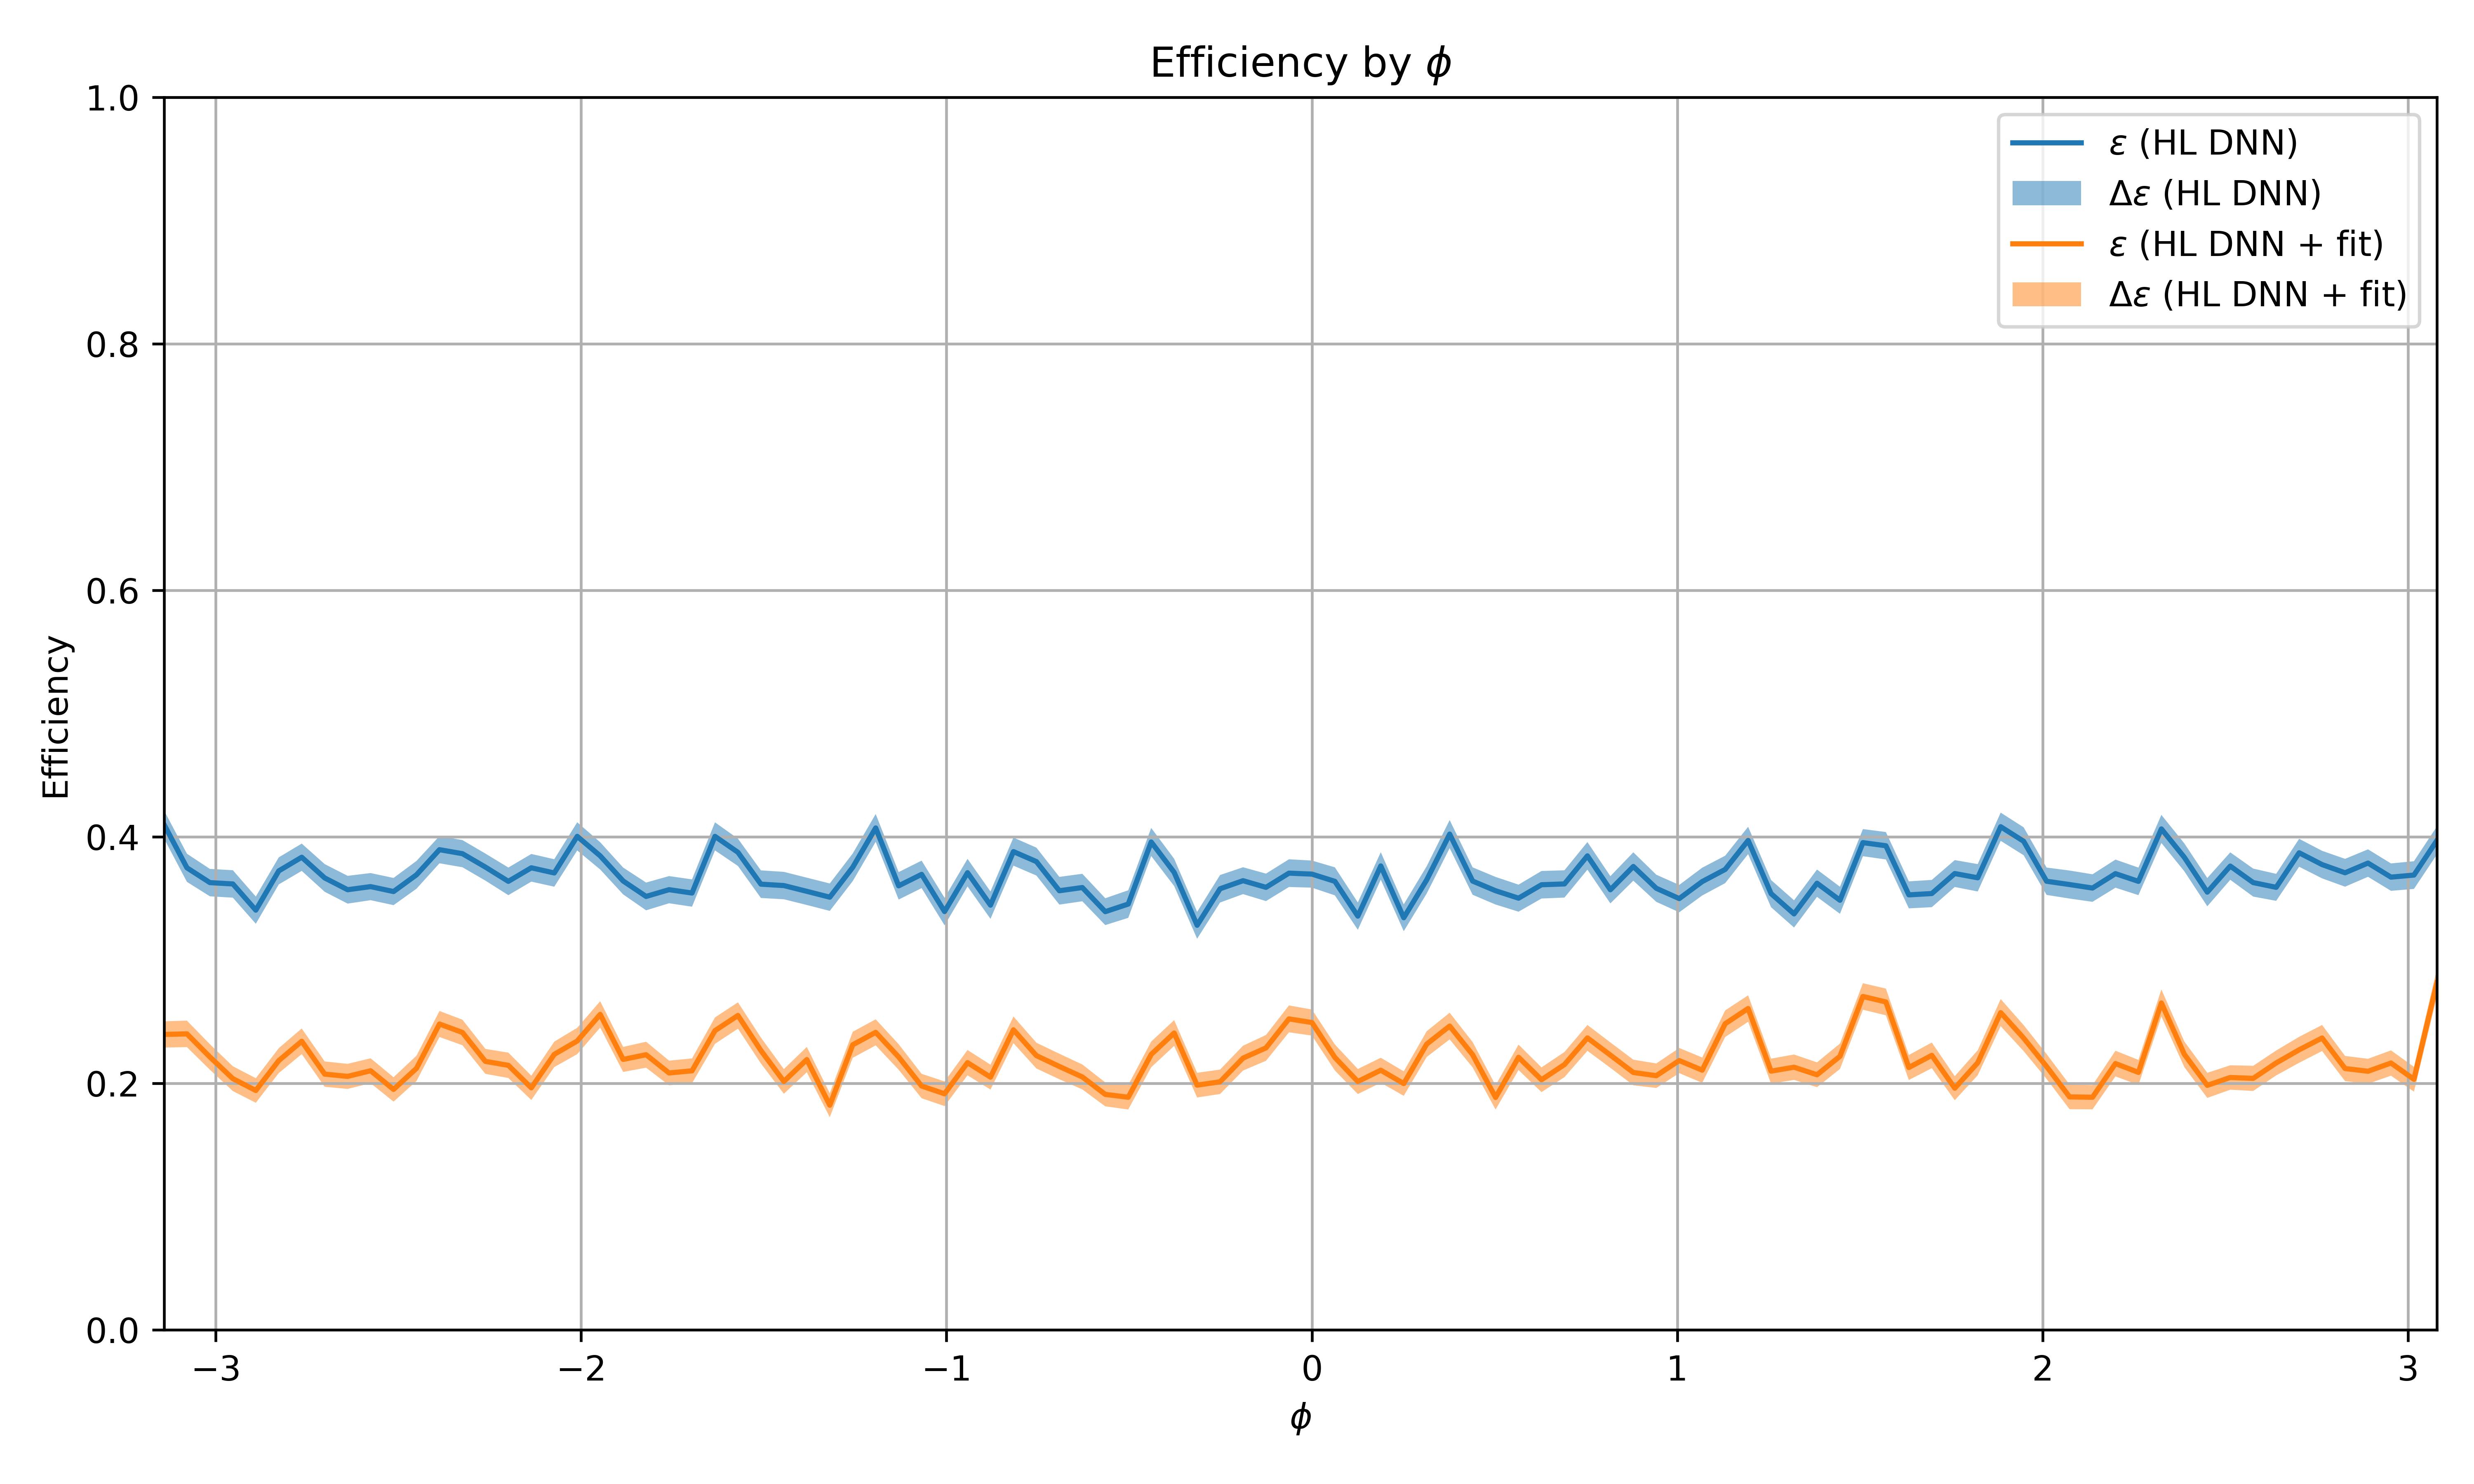 Efficiency by ϕ
1.0
0.8
0.6
0.4
0.2
0.0
Efficiency
ε (HL DNN)
Δε (HL DNN)
ε (HL DNN + fit)
Δε (HL DNN + fit)
−3 −2 −1 0 1 2 3
ϕ